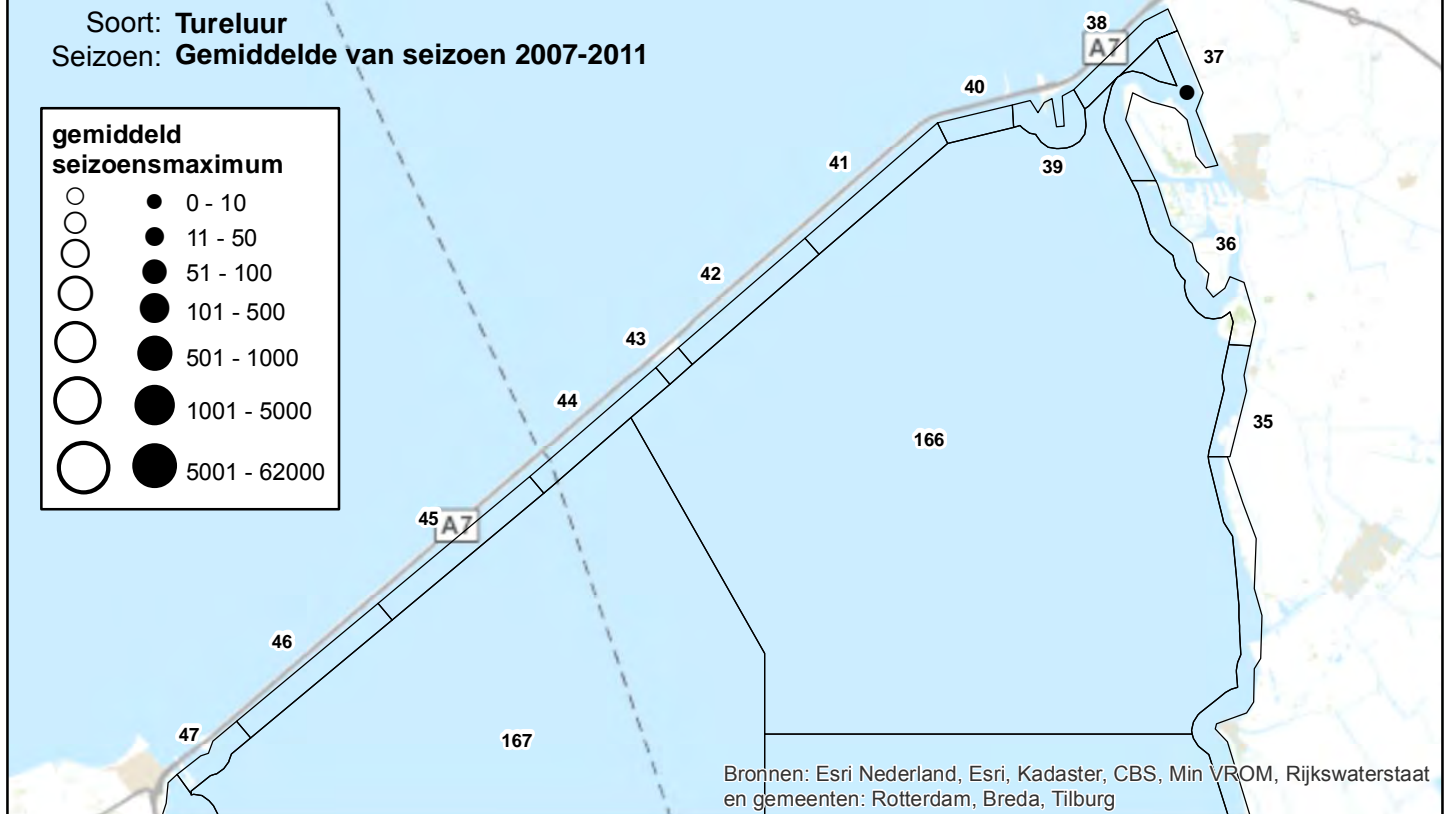 Soort: Tureluur
Seizoen: Gemiddelde van seizoen 2007-2011
gemiddeld
seizoensmaximum
0 - 10
11 - 50
51 - 100
101 - 500
501 - 1000
1001 - 5000
5001 - 62000
38
A7
37
40
41
39
36
42
43
44
35
166
45
A7
46
47
167
Bronnen: Esri Nederland, Esri, Kadaster, CBS, Min VROM, Rijkswaterstaat
en gemeenten: Rotterdam, Breda, Tilburg